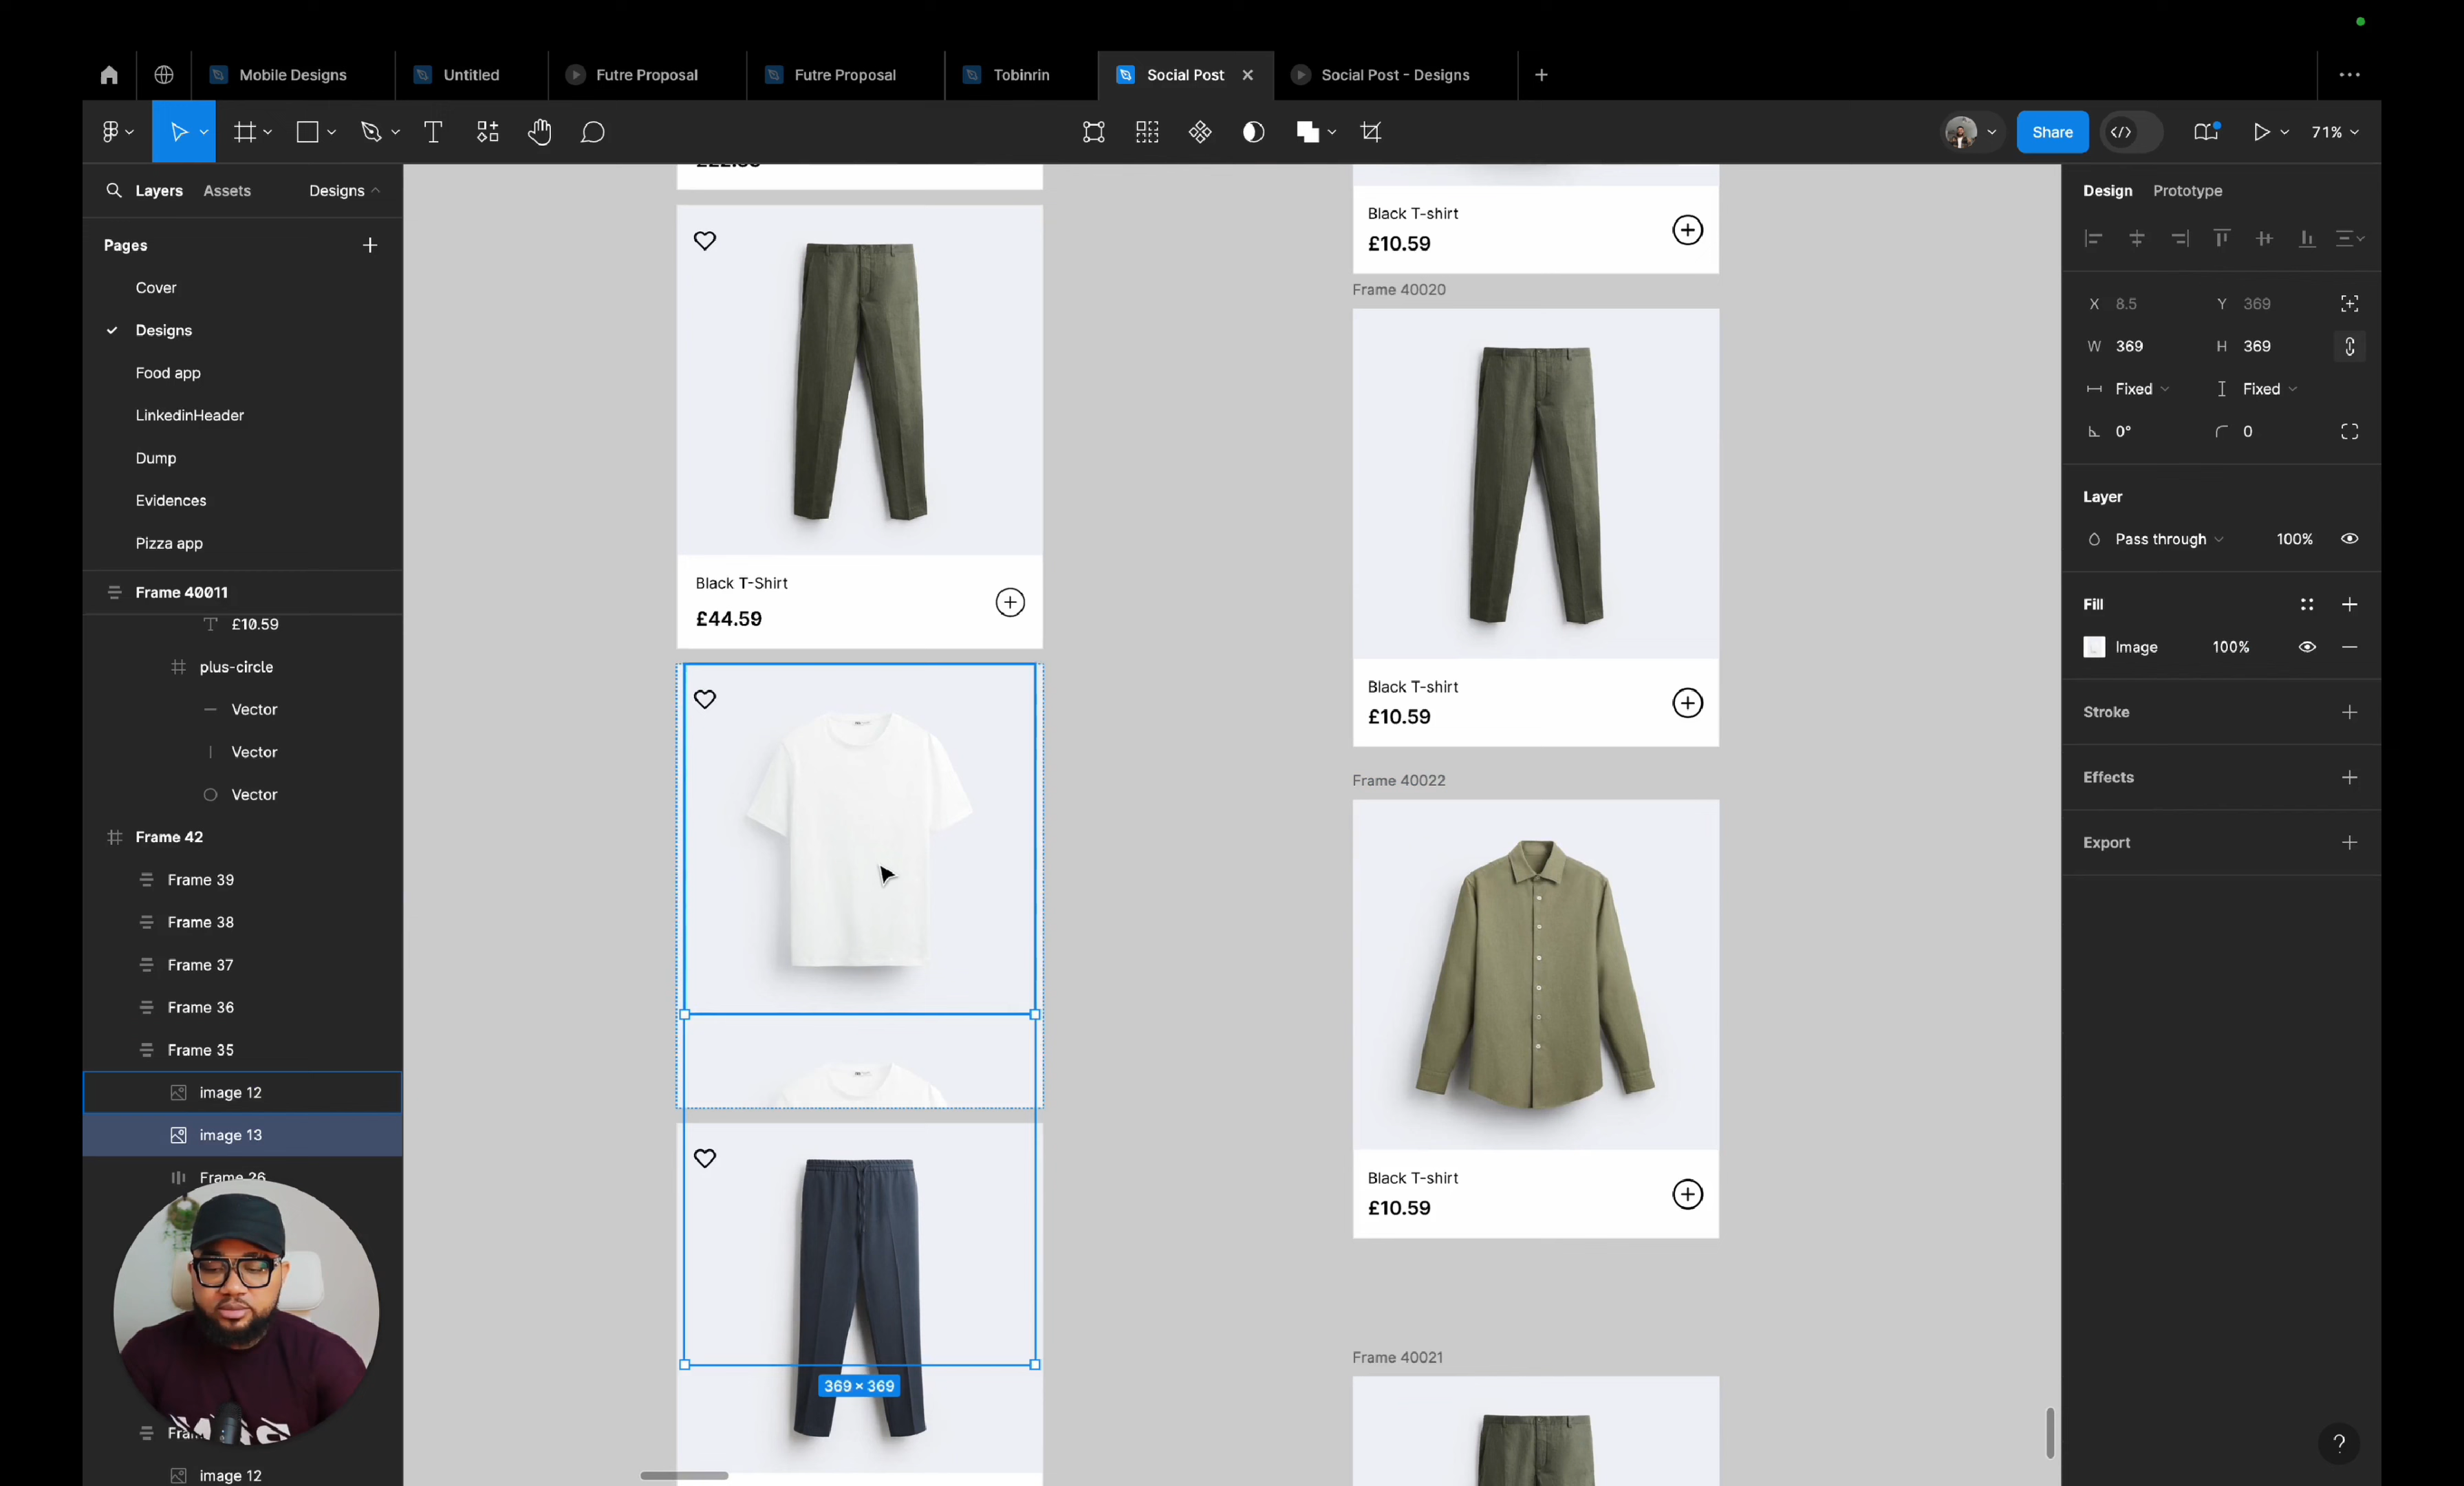 Mobile Designs
Untitled
Futre Proposal
Futre Proposal
Tobinrin
Social Post
Social Post - Designs
Share
71%
Layers
Assets
Designs
Pages
Cover
Designs
Food app
LinkedinHeader
Dump
Evidences
Pizza app
Frame 40011
£10.59
plus-circle
Vector
Vector
Vector
Frame 42
Frame 39
Frame 38
Frame 37
Frame 36
Frame 35
image 12
image 13
Frame 26
image 12
Black T-Shirt
£44.59
369 × 369
Black T-shirt
£10.59
Frame 40020
Black T-shirt
£10.59
Frame 40022
Black T-shirt
£10.59
Frame 40021
Design
Prototype
X 8.5
Y 369
W 369
H 369
Fixed
Fixed
0°
0
Layer
Pass through
100%
Fill
Image
100%
Stroke
Effects
Export
?